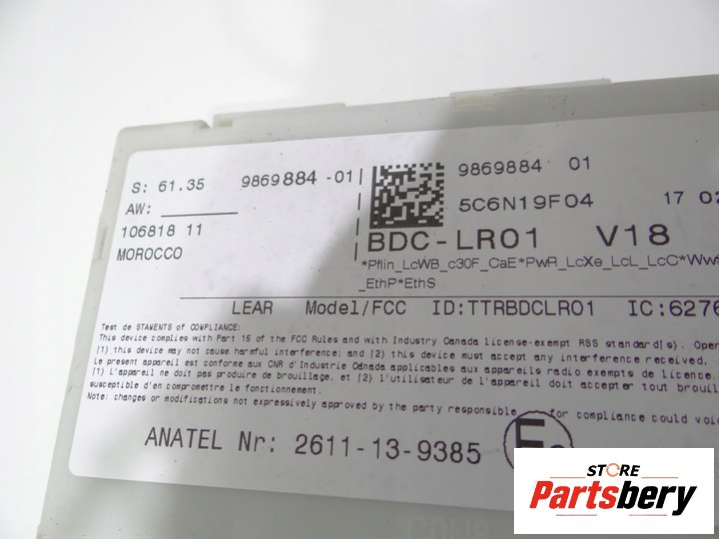 S: 61.35 9869884-01
AW:
106818 11
MOROCCO
9869884 01
5C6N19F04 17 02
BDC-LR01 V18
*Pflin_LcWB_c30F_CaE*PwR_LcXe_LcL_LcC*Wwf
_EthP*EthS
LEAR Model/FCC ID:TTRBDCLR01 IC:6276
Test de STAMENTS of COMPLIANCE:
This device complies with Part 15 of the FCC Rules and with Industry Canada license-exempt RSS standard(s). Oper
(1) this device may not cause harmful interference; and (2) this device must accept any interference received,
Le present appareil est conforme aux CNR d'Industrie Canada applicables aux appareils radio exempts de licence.
(1) L'appareil ne doit pas produire de brouillage, et (2) l'utilisateur de l'appareil doit accepter tout brouill
susceptible d'en compromettre le fonctionnement.
Note: changes or modifications not expressively approved by the party responsible for compliance could voi
ANATEL Nr: 2611-13-9385
E
STORE
Partsbery